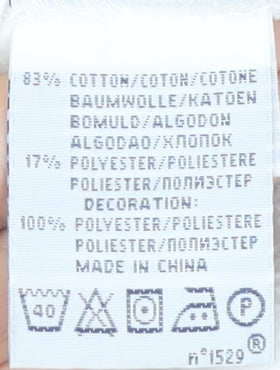 83% COTTON/COTON/COTONE
BAUMWOLLE/KATOEN
BOMULD/ALGODON
ALGODAO/ХЛОПОК
17% POLYESTER/POLIESTERE
POLIESTER/ПОЛИЭСТЕР
DECORATION:
100% POLYESTER/POLIESTERE
POLIESTER/ПОЛИЭСТЕР
MADE IN CHINA
40 P
n°1529 ®